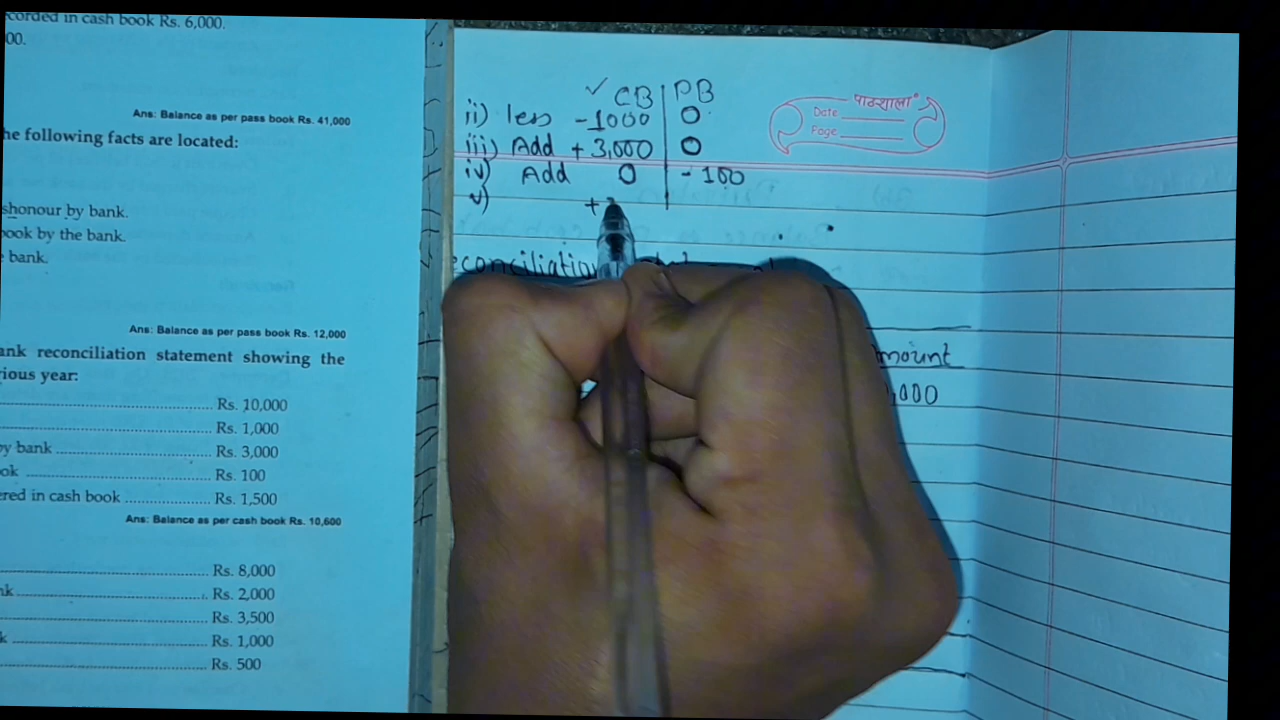 corded in cash book Rs. 6,000.
00.
Ans: Balance as per pass book Rs. 41,000
he following facts are located:
shonour by bank.
ook by the bank.
bank.
Ans: Balance as per pass book Rs. 12,000
ank reconciliation statement showing the
rious year:
Rs. 10,000
Rs. 1,000
by bank Rs. 3,000
ok Rs. 100
ered in cash book Rs. 1,500
Ans: Balance as per cash book Rs. 10,600
Rs. 8,000
nk Rs. 2,000
Rs. 3,500
k Rs. 1,000
Rs. 500
✓ CB PB
ii) less -1000 0
iii) Add +3,000 0
iv) Add 0 -100
v) +
पाठशाला
Date
Page
econciliation
mount
,000